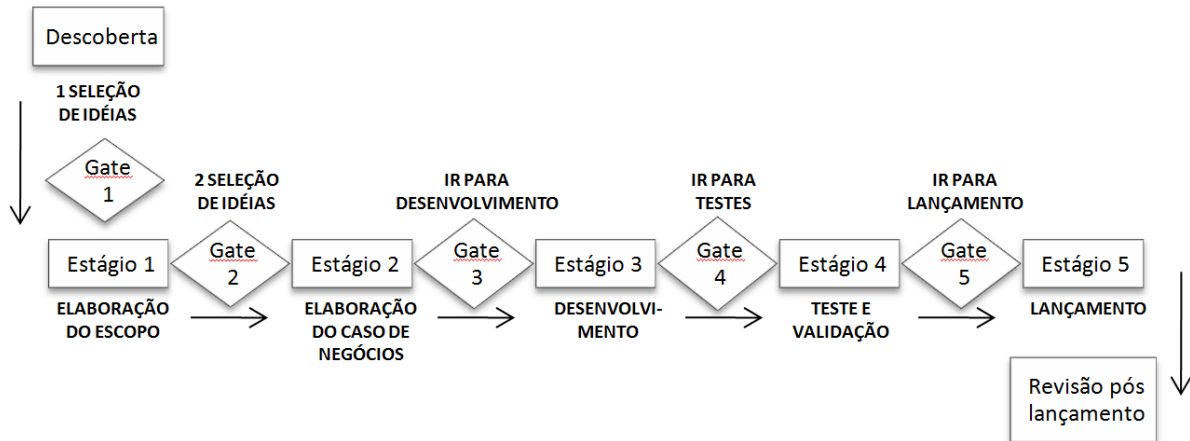 Descoberta
1 SELEÇÃO
DE IDÉIAS
Gate
1
2 SELEÇÃO
DE IDÉIAS
IR PARA
DESENVOLVIMENTO
IR PARA
TESTES
IR PARA
LANÇAMENTO
Estágio 1
Gate
2
Estágio 2
Gate
3
Estágio 3
Gate
4
Estágio 4
Gate
5
Estágio 5
ELABORAÇÃO
DO ESCOPO
ELABORAÇÃO
DO CASO DE
NEGÓCIOS
DESENVOLVI-
MENTO
TESTE E
VALIDAÇÃO
LANÇAMENTO
Revisão pós
lançamento